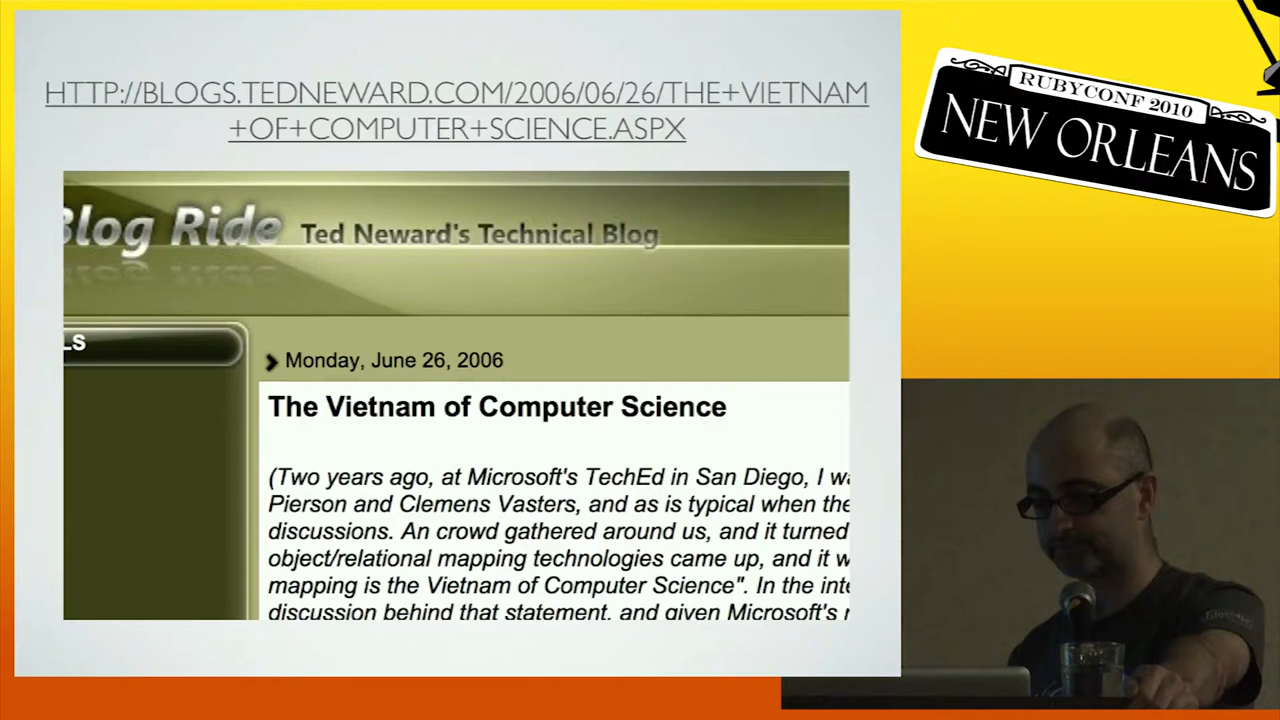 HTTP://BLOGS.TEDNEWARD.COM/2006/06/26/THE+VIETNAM
+OF+COMPUTER+SCIENCE.ASPX
RUBYCONF 2010
NEW ORLEANS
Blog Ride Ted Neward's Technical Blog
LS
Monday, June 26, 2006
The Vietnam of Computer Science
(Two years ago, at Microsoft's TechEd in San Diego, I
Pierson and Clemens Vasters, and as is typical when
discussions. An crowd gathered around us, and it turned
object/relational mapping technologies came up, and it
mapping is the Vietnam of Computer Science". In the
discussion behind that statement, and given Microsoft's